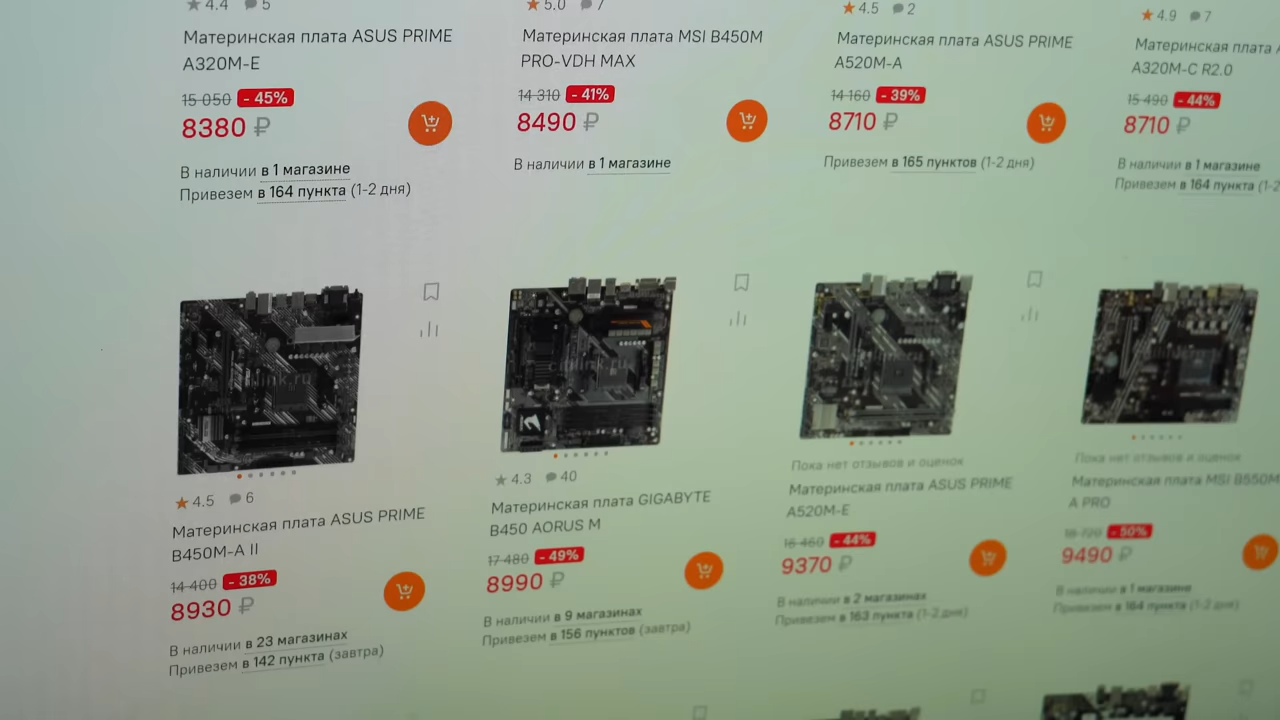 4.4 5
Материнская плата ASUS PRIME
A320M-E
15 050 - 45%
8380 ₽
В наличии в 1 магазине
Привезем в 164 пункта (1-2 дня)
5.0 7
Материнская плата MSI B450M
PRO-VDH MAX
14 310 - 41%
8490 ₽
В наличии в 1 магазине
4.5 2
Материнская плата ASUS PRIME
A520M-A
14 160 - 39%
8710 ₽
Привезем в 165 пунктов (1-2 дня)
4.9 7
Материнская плата
A320M-C R2.0
15 490 - 44%
8710 ₽
В наличии в 1 магазине
Привезем в 164 пункта (1-2
4.5 6
Материнская плата ASUS PRIME
B450M-A II
14 400 - 38%
8930 ₽
В наличии в 23 магазинах
Привезем в 142 пункта (завтра)
4.3 40
Материнская плата GIGABYTE
B450 AORUS M
17 480 - 49%
8990 ₽
В наличии в 9 магазинах
Привезем в 156 пунктов (завтра)
Пока нет отзывов и оценок
Материнская плата ASUS PRIME
A520M-E
16 460 - 44%
9370 ₽
В наличии в 2 магазинах
Привезем в 163 пункта (1-2 дня)
Пока нет отзывов и оценок
Материнская плата MSI B550M
A PRO
18 720 - 50%
9490 ₽
В наличии в 1 магазине
Привезем в 164 пункта (1-2 дня)